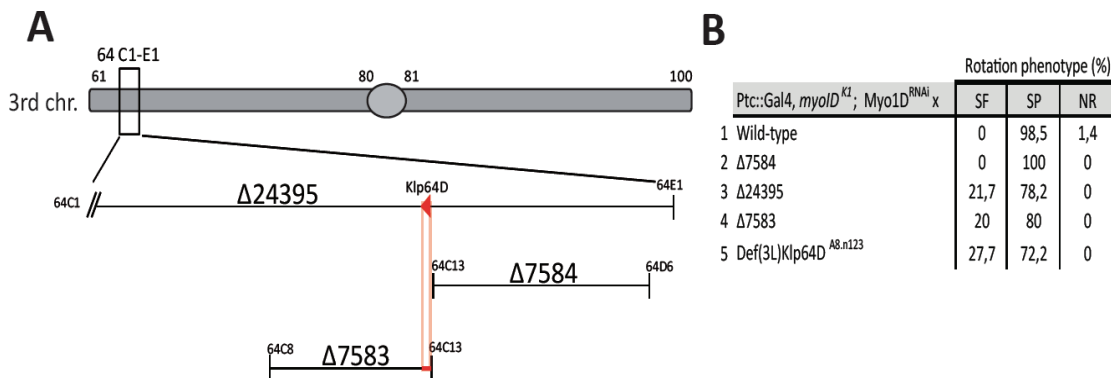 A
64 C1-E1
61 80 81 100
3rd chr.
64C1 Δ24395 Klp64D 64E1
64C13 Δ7584 64D6
64C8 Δ7583 64C13
B
Rotation phenotype (%)
Ptc::Gal4, myoID K1; Myo1D RNAi x SF SP NR
1 Wild-type 0 98,5 1,4
2 Δ7584 0 100 0
3 Δ24395 21,7 78,2 0
4 Δ7583 20 80 0
5 Def(3L)Klp64D A8.n123 27,7 72,2 0